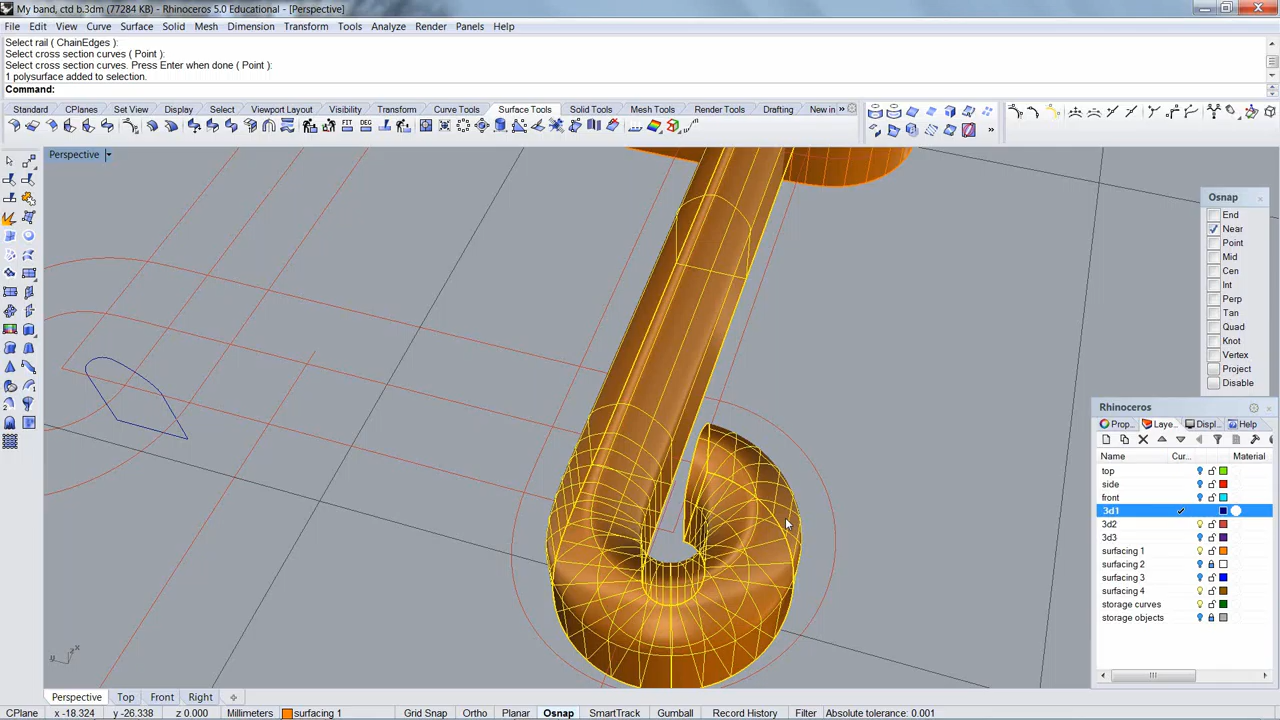 My band, ctd b.3dm (77284 KB) - Rhinoceros 5.0 Educational - [Perspective]
File Edit View Curve Surface Solid Mesh Dimension Transform Tools Analyze Render Panels Help
Select rail ( ChainEdges ):
Select cross section curves ( Point ):
Select cross section curves. Press Enter when done ( Point ):
1 polysurface added to selection.
Command:
Standard CPlanes Set View Display Select Viewport Layout Visibility Transform Curve Tools Surface Tools Solid Tools Mesh Tools Render Tools Drafting New in »
FIT DEG
Perspective
Osnap
End
Near
Point
Mid
Cen
Int
Perp
Tan
Quad
Knot
Vertex
Project
Disable
Rhinoceros
Prop... Laye... Displ... Help
Name Cur... Material
top
side
front
3d1
3d2
3d3
surfacing 1
surfacing 2
surfacing 3
surfacing 4
storage curves
storage objects
Perspective Top Front Right
CPlane x -18.324 y -26.338 z 0.000 Millimeters surfacing 1 Grid Snap Ortho Planar Osnap SmartTrack Gumball Record History Filter Absolute tolerance: 0.001